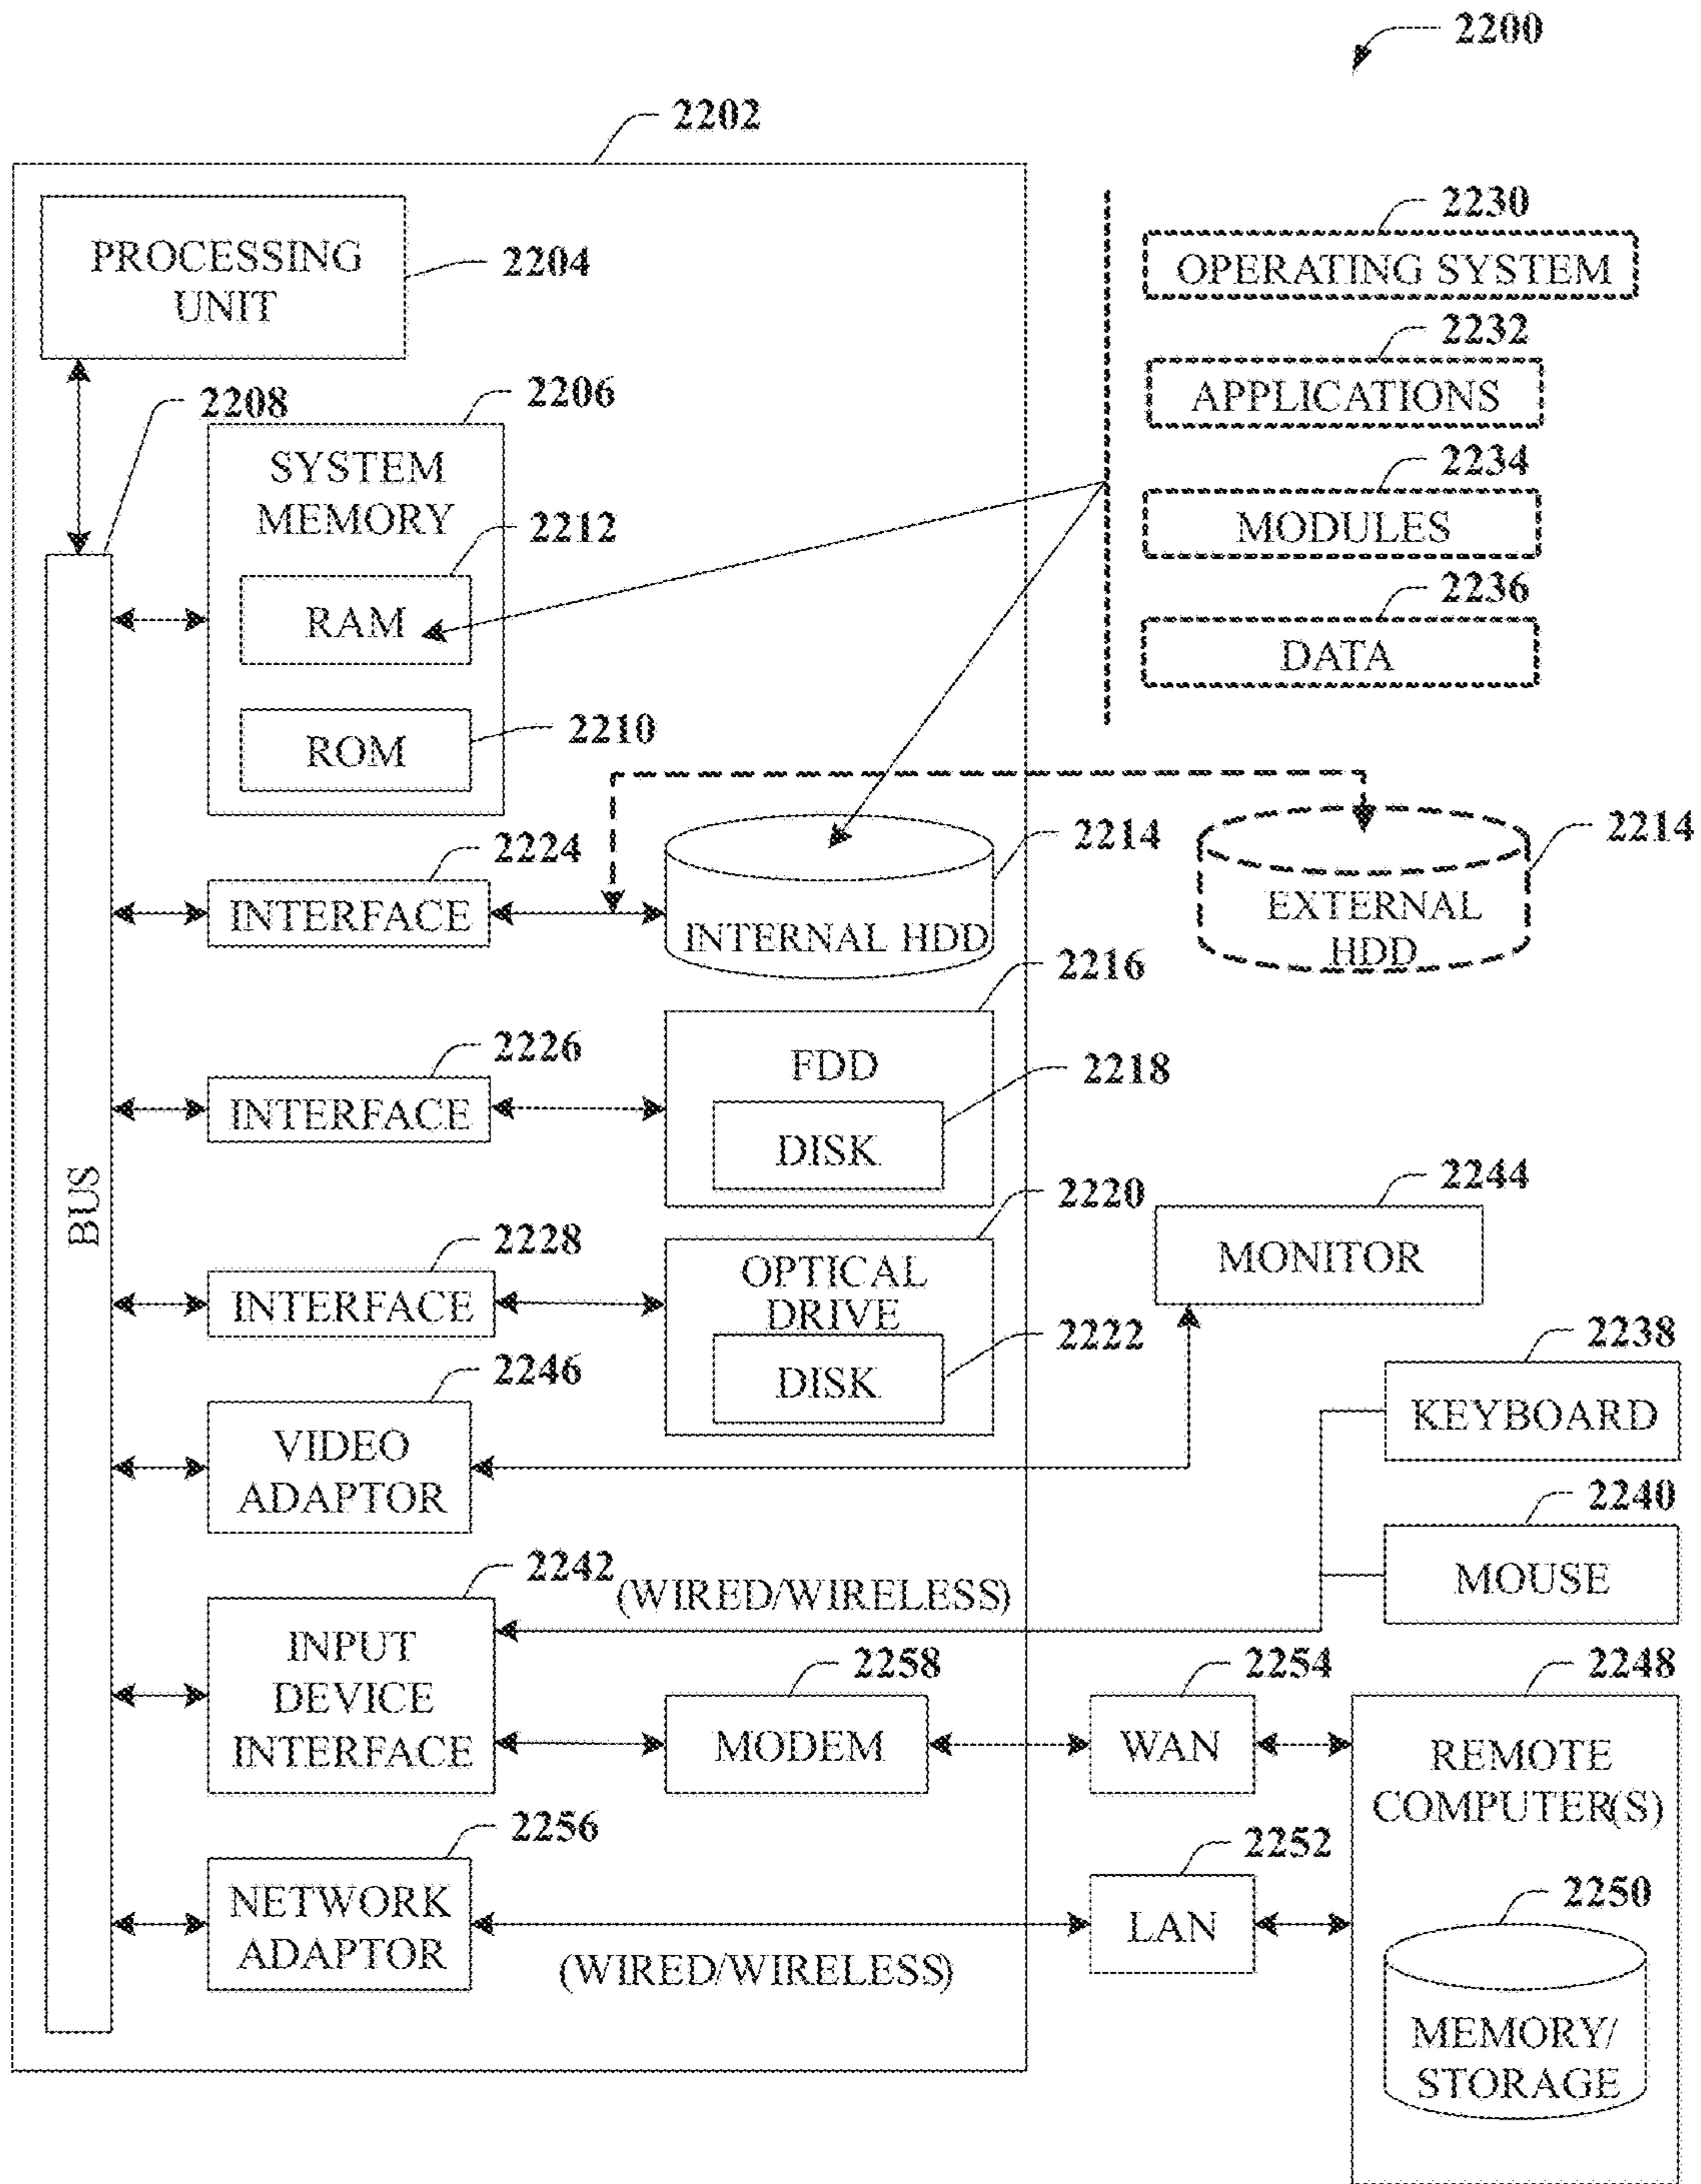 2200
2202
PROCESSING
UNIT
2204
2230
OPERATING SYSTEM
2232
APPLICATIONS
2234
MODULES
2236
DATA
2208
2206
SYSTEM
MEMORY
2212
RAM
2210
ROM
2224
INTERFACE
2214
INTERNAL HDD
2214
EXTERNAL
HDD
2226
INTERFACE
2216
FDD
2218
DISK
BUS
2228
INTERFACE
2220
OPTICAL
DRIVE
2222
DISK
2244
MONITOR
2246
VIDEO
ADAPTOR
2238
KEYBOARD
2240
MOUSE
2242
(WIRED/WIRELESS)
INPUT
DEVICE
INTERFACE
2258
MODEM
2254
WAN
2248
REMOTE
COMPUTER(S)
2256
NETWORK
ADAPTOR
(WIRED/WIRELESS)
2252
LAN
2250
MEMORY/
STORAGE